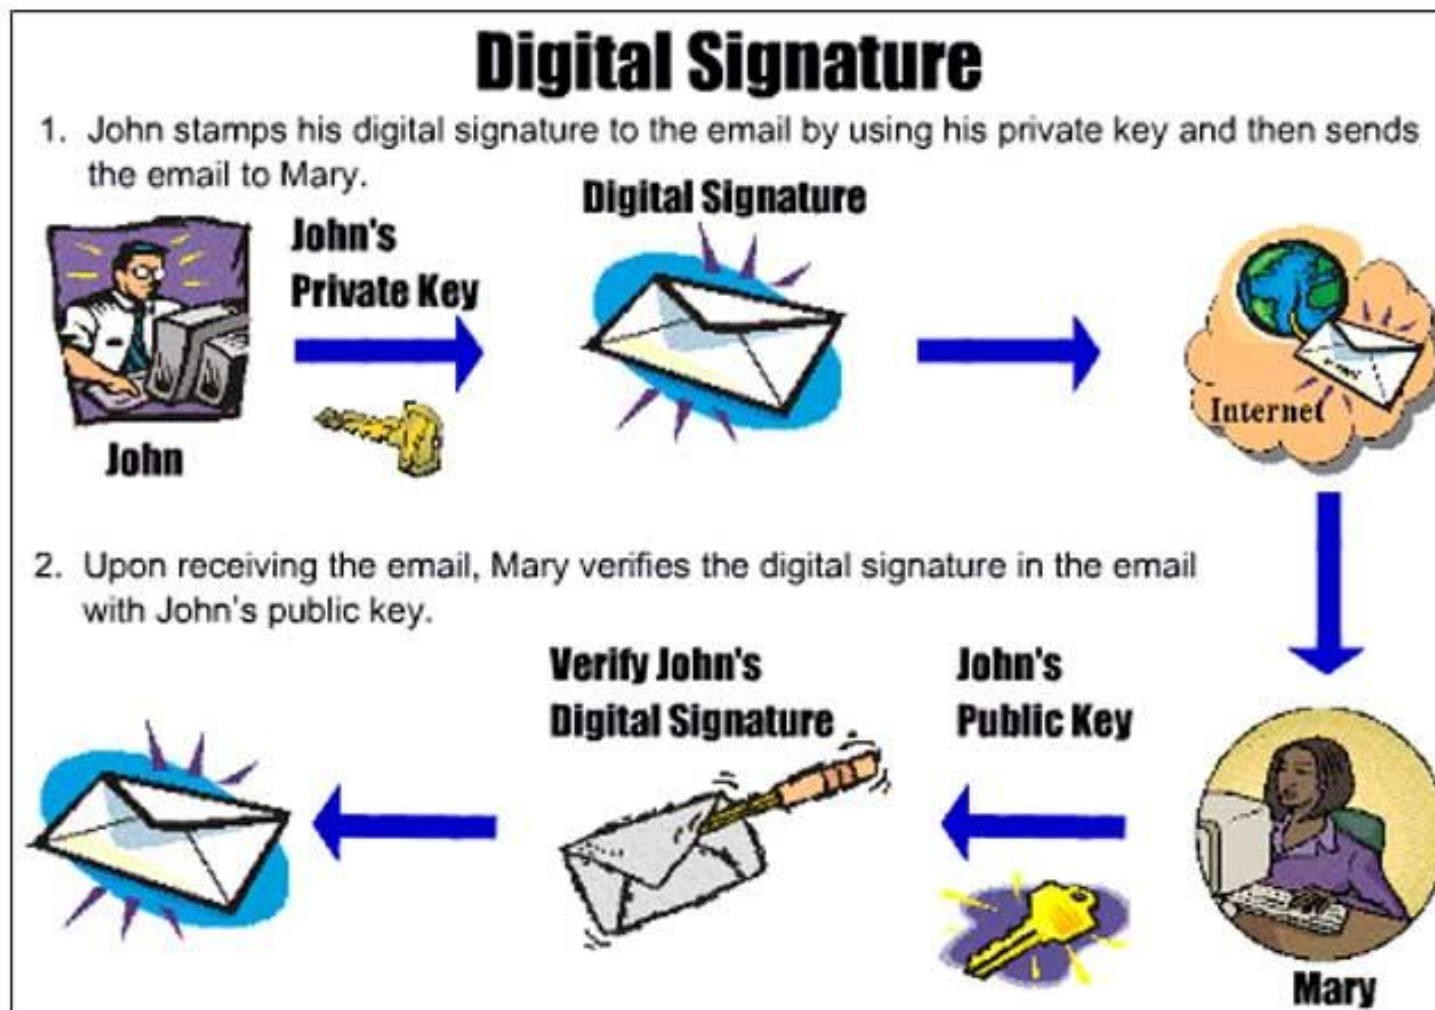 Digital Signature
1. John stamps his digital signature to the email by using his private key and then sends
the email to Mary.
Digital Signature
John's
Private Key
John
Internet
2. Upon receiving the email, Mary verifies the digital signature in the email
with John's public key.
Verify John's
Digital Signature
John's
Public Key
Mary